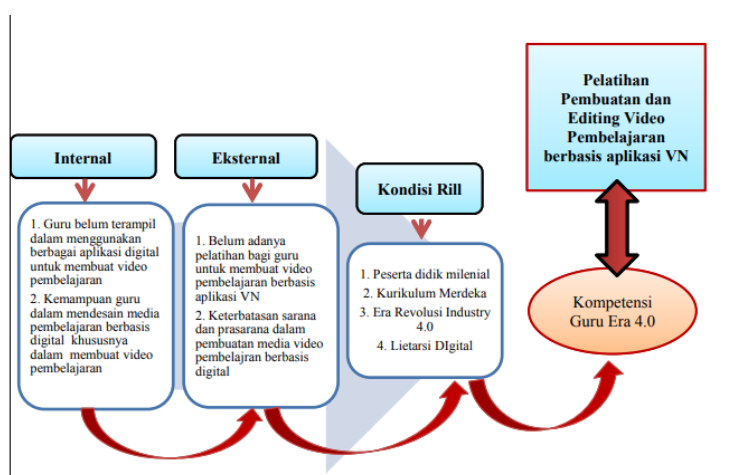 Internal
1. Guru belum terampil
dalam menggunakan
berbagai aplikasi digital
untuk membuat video
pembelajaran
2. Kemampuan guru
dalam mendesain media
pembelajaran berbasis
digital khususnya
dalam membuat video
pembelajaran
Eksternal
1. Belum adanya
pelatihan bagi guru
untuk membuat video
pembelajaran berbasis
aplikasi VN
2. Keterbatasan sarana
dan prasarana dalam
pembuatan media video
pembelajran berbasis
digital
Kondisi Rill
1. Peserta didik milenial
2. Kurikulum Merdeka
3. Era Revolusi Industry
4.0
4. Lietarsi DIgital
Pelatihan
Pembuatan dan
Editing Video
Pembelajaran
berbasis aplikasi VN
Kompetensi
Guru Era 4.0